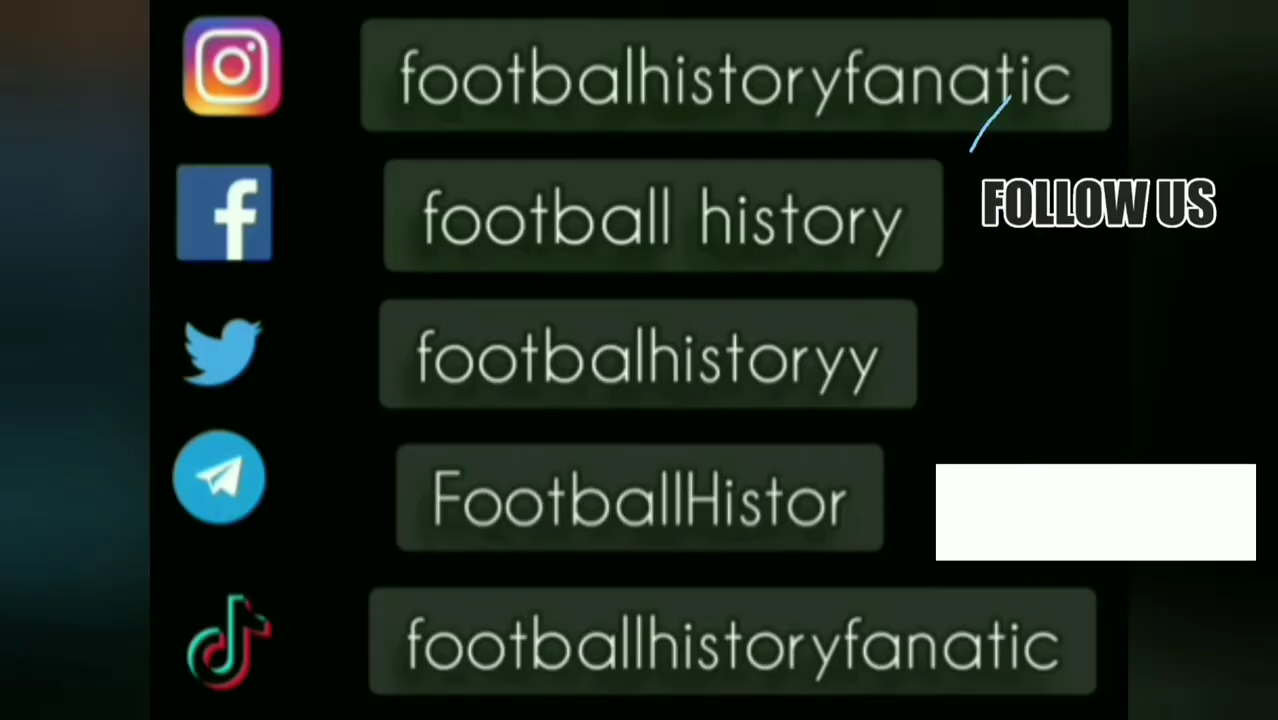 footbalhistoryfanatic
football history
FOLLOW US
footbalhistoryy
FootballHistor
footballhistoryfanatic